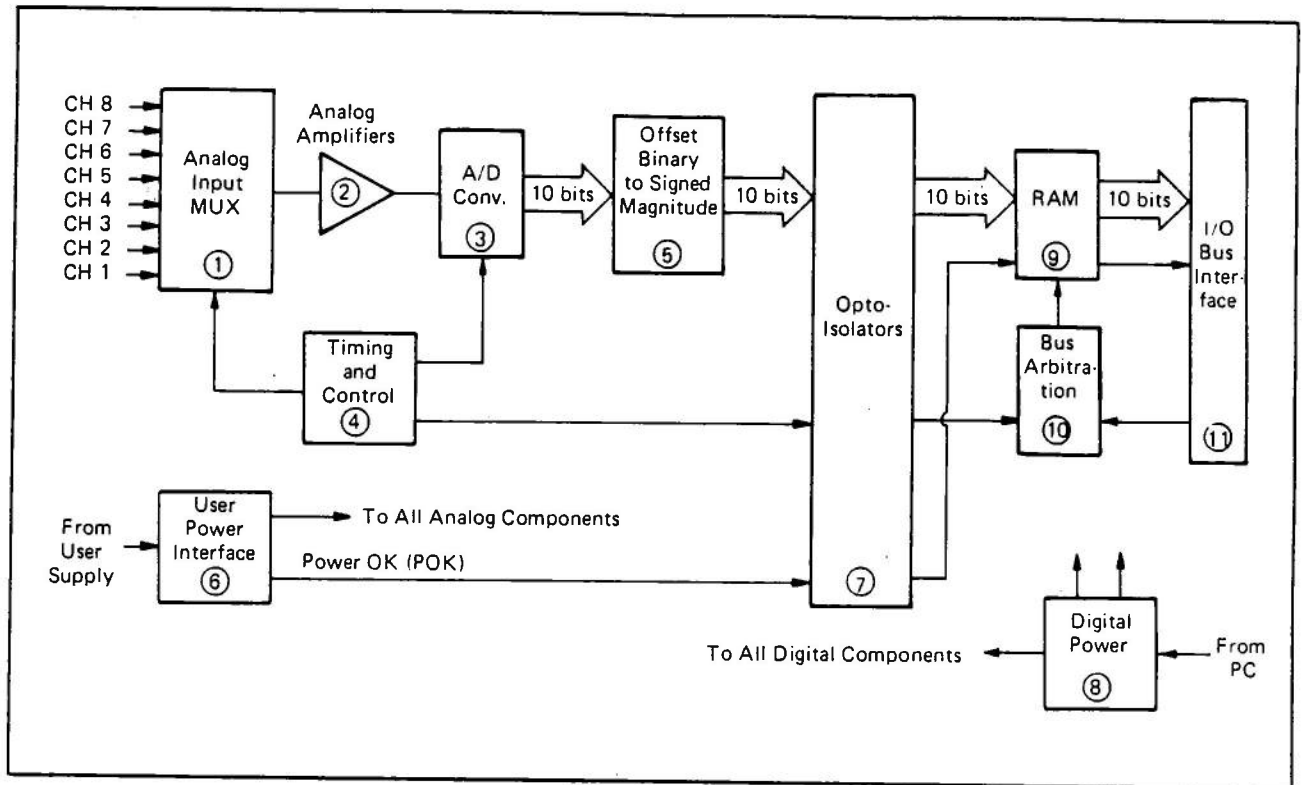 CH 8
CH 7
CH 6
CH 5
CH 4
CH 3
CH 2
CH 1
Analog
Input
MUX
1
Analog
Amplifiers
2
A/D
Conv.
3
10 bits
Offset
Binary
to Signed
Magnitude
5
10 bits
Opto-
Isolators
7
10 bits
RAM
9
10 bits
I/O
Bus
Inter-
face
11
Timing
and
Control
4
Bus
Arbitra-
tion
10
From
User
Supply
User
Power
Interface
6
To All Analog Components
Power OK (POK)
To All Digital Components
Digital
Power
8
From
PC